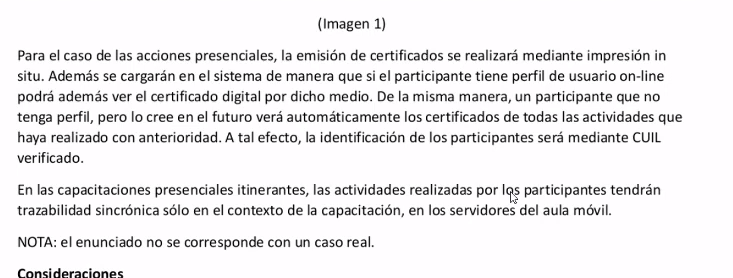 (Imagen 1)
Para el caso de las acciones presenciales, la emisión de certificados se realizará mediante impresión in
situ. Además se cargarán en el sistema de manera que si el participante tiene perfil de usuario on-line
podrá además ver el certificado digital por dicho medio. De la misma manera, un participante que no
tenga perfil, pero lo cree en el futuro verá automáticamente los certificados de todas las actividades que
haya realizado con anterioridad. A tal efecto, la identificación de los participantes será mediante CUIL
verificado.
En las capacitaciones presenciales itinerantes, las actividades realizadas por los participantes tendrán
trazabilidad sincrónica sólo en el contexto de la capacitación, en los servidores del aula móvil.
NOTA: el enunciado no se corresponde con un caso real.
Consideraciones